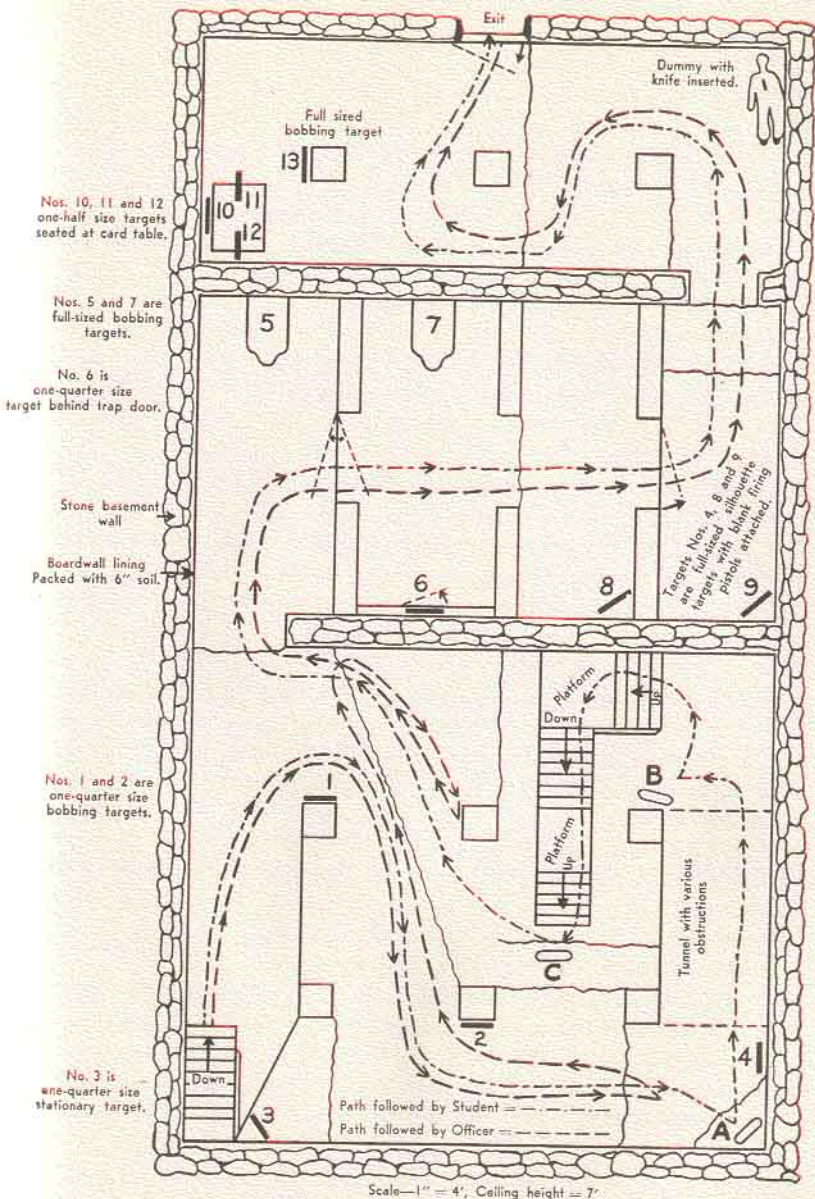 Exit
Dummy with
knife inserted.
Full sized
bobbing target
13
Nos. 10, 11 and 12
one-half size targets
seated at card table.
10
11
12
Nos. 5 and 7 are
full-sized bobbing
targets.
5
7
No. 6 is
one-quarter size
target behind trap door.
Stone basement
wall
Boardwall lining
Packed with 6" soil.
Targets Nos. 4, 8 and 9
are full-sized silhouette
targets with blank firing
pistols attached.
6
8
9
Platform
Up
Down
B
Nos. 1 and 2 are
one-quarter size
bobbing targets.
1
Platform
Up
Tunnel with various
obstructions
C
2
4
No. 3 is
one-quarter size
stationary target.
Down
3
Path followed by Student =
Path followed by Officer =
A
Scale—1" = 4', Ceiling height = 7'